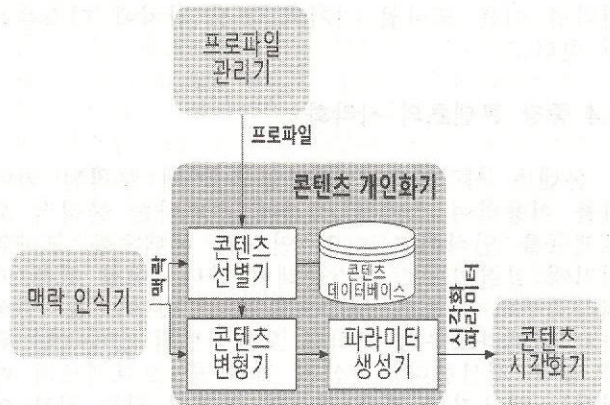 프로파일
관리기
프로파일
콘텐츠 개인화기
콘텐츠
선별기
콘텐츠
데이터베이스
맥락
맥락 인식기
콘텐츠
변형기
파라미터
생성기
시각화
파라미터
콘텐츠
시각화기